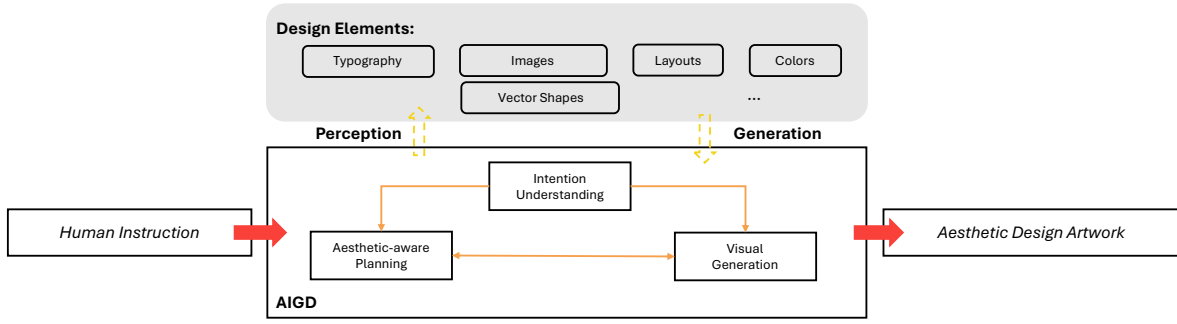 Design Elements:
Typography
Images
Layouts
Colors
Vector Shapes
...
Perception
Generation
Intention
Understanding
Human Instruction
Aesthetic Design Artwork
Aesthetic-aware
Planning
Visual
Generation
AIGD